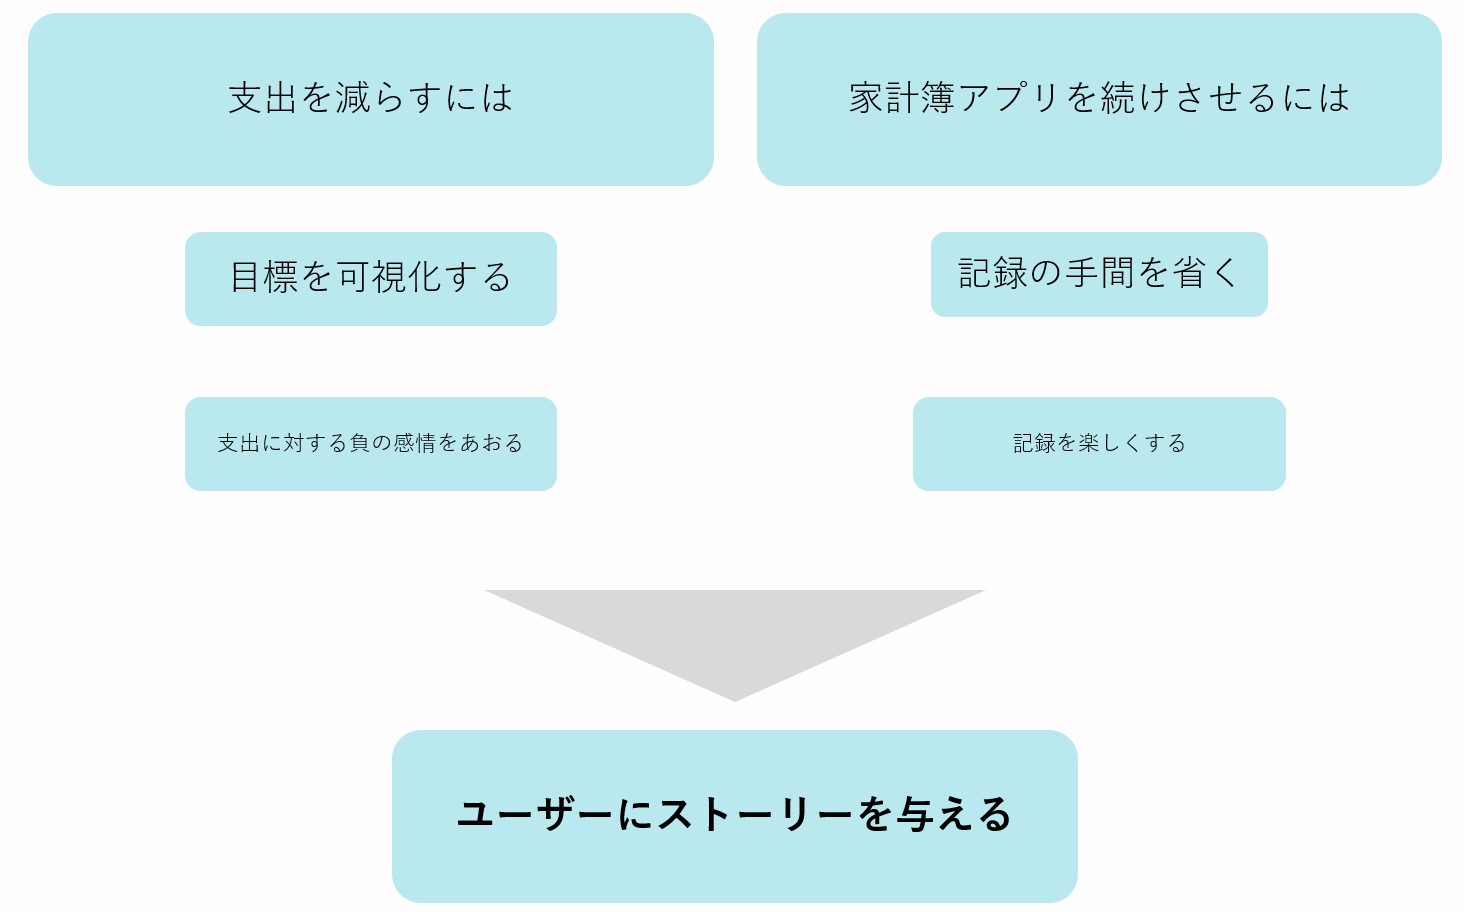 支出を減らすには
家計簿アプリを続けさせるには
目標を可視化する
記録の手間を省く
支出に対する負の感情をあおる
記録を楽しくする
ユーザーにストーリーを与える